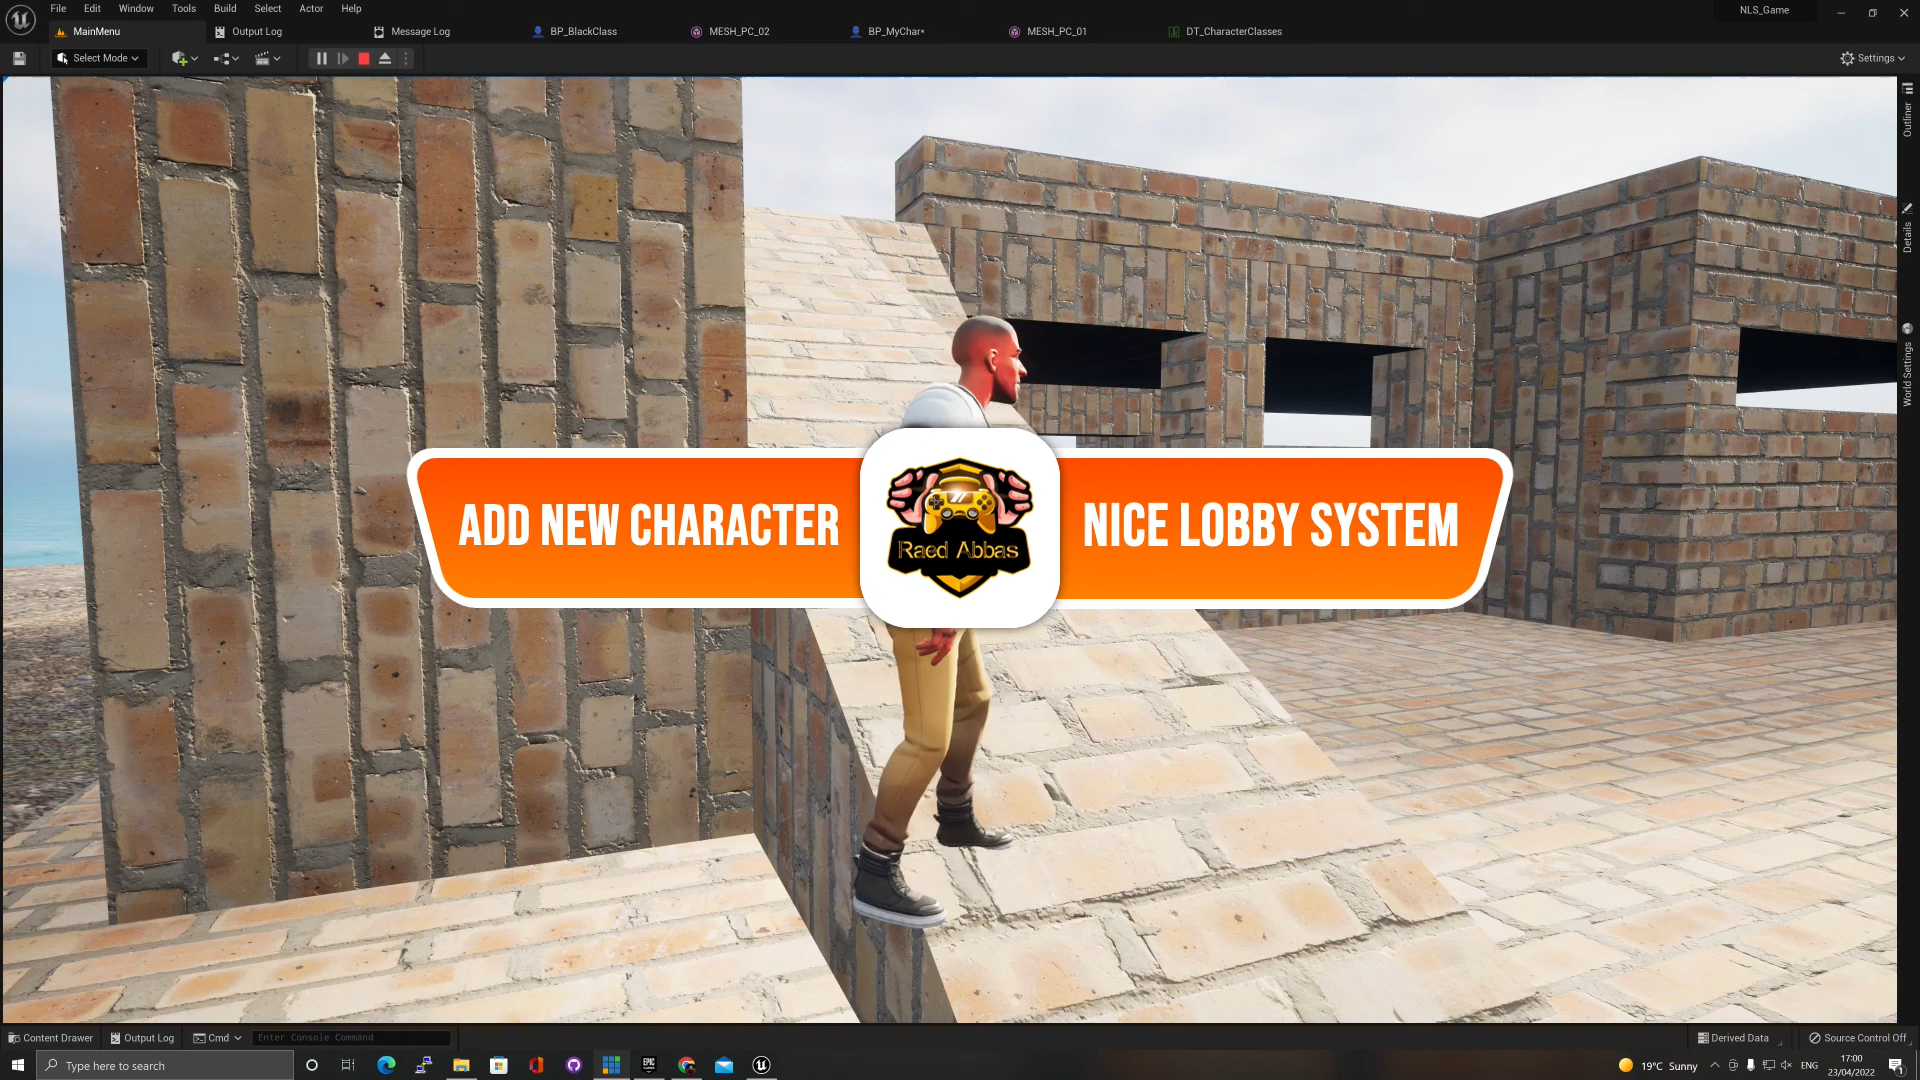 File Edit Window Tools Build Select Actor Help
NLS_Game
MainMenu
Output Log
Message Log
BP_BlackClass
MESH_PC_02
BP_MyChar*
MESH_PC_01
DT_CharacterClasses
Select Mode
Settings
Outliner
Details
World Settings
ADD NEW CHARACTER
Raed Abbas
NICE LOBBY SYSTEM
Content Drawer
Output Log
Cmd
Enter Console Command
Derived Data
Source Control Off
Type here to search
EPIC GAMES
19°C Sunny
ENG
17:00
23/04/2022
1